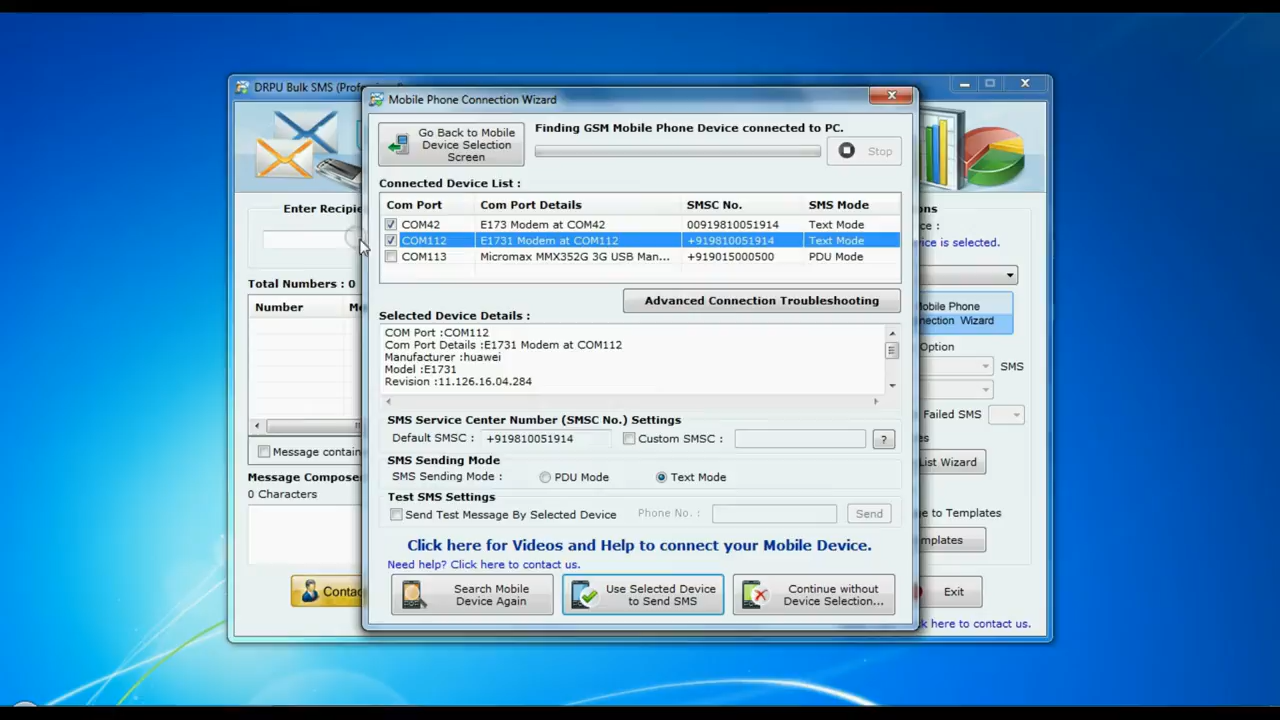 DRPU Bulk SMS (Profe
Mobile Phone Connection Wizard
Go Back to Mobile
Device Selection
Screen
Finding GSM Mobile Phone Device connected to PC.
Stop
Connected Device List :
Com Port Com Port Details SMSC No. SMS Mode
COM42 E173 Modem at COM42 00919810051914 Text Mode
COM112 E1731 Modem at COM112 +919810051914 Text Mode
COM113 Micromax MMX352G 3G USB Man... +919015000500 PDU Mode
Advanced Connection Troubleshooting
Selected Device Details :
COM Port :COM112
Com Port Details :E1731 Modem at COM112
Manufacturer :huawei
Model :E1731
Revision :11.126.16.04.284
SMS Service Center Number (SMSC No.) Settings
Default SMSC : +919810051914 Custom SMSC : ?
SMS Sending Mode
SMS Sending Mode : PDU Mode Text Mode
Test SMS Settings
Send Test Message By Selected Device Phone No. : Send
Click here for Videos and Help to connect your Mobile Device.
Need help? Click here to contact us.
Search Mobile
Device Again
Use Selected Device
to Send SMS
Continue without
Device Selection...
Enter Recipie
Total Numbers : 0
Number Me
Message contain
Message Compose
0 Characters
Contac
ons
ce :
ice is selected.
obile Phone
nection Wizard
Option
SMS
Failed SMS
es
List Wizard
ge to Templates
mplates
Exit
ck here to contact us.